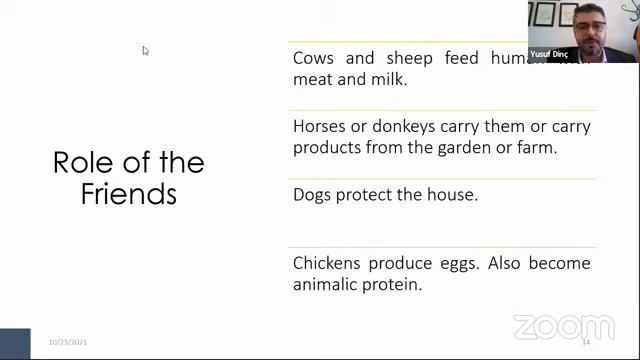 Role of the
Friends
Cows and sheep feed
meat and milk.
Horses or donkeys carry them or carry
products from the garden or farm.
Dogs protect the house.
Chickens produce eggs. Also become
animalic protein.
Yusuf Dinç
10/23/2021
14
zoom